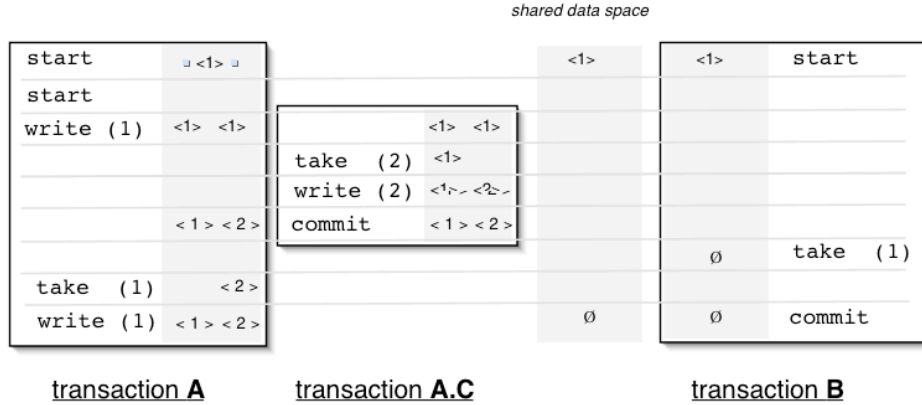 shared data space
start <1> <1> <1> start
start
write (1) <1> <1> <1> <1>
take (2) <1>
write (2) <1> <2>
< 1 > < 2 > commit < 1 > < 2 >
Ø take (1)
take (1) < 2 >
write (1) < 1 > < 2 > Ø Ø commit
transaction A transaction A.C transaction B